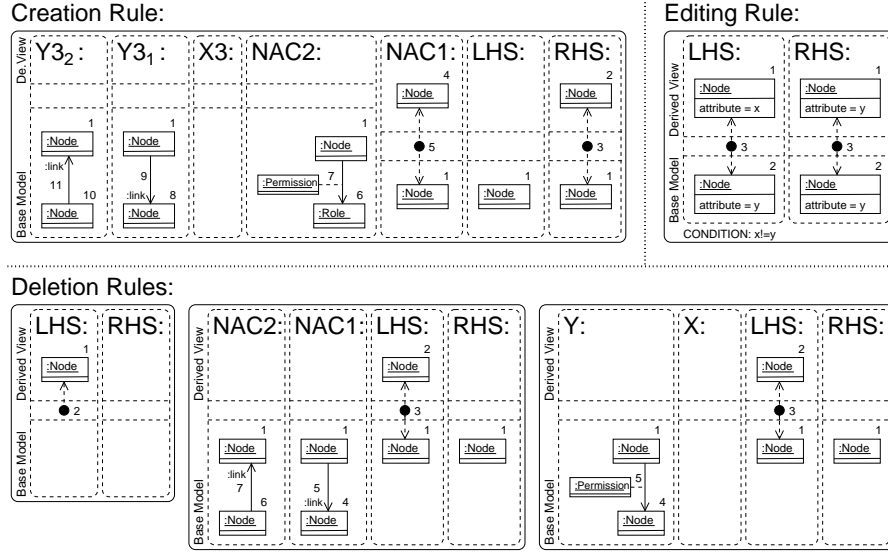 Creation Rule:
Editing Rule:
De.View
Base Model
Y3₂ :
Y3₁ :
X3:
NAC2:
NAC1:
LHS:
RHS:
1
:Node
:link
11
10
:Node
1
:Node
9
:link
8
:Node
1
:Node
7
:Permission
6
:Role
4
:Node
5
1
:Node
1
:Node
2
:Node
3
1
:Node
Derived View
Base Model
LHS:
RHS:
1
:Node
attribute = x
3
2
:Node
attribute = y
1
:Node
attribute = y
3
2
:Node
attribute = y
CONDITION: x!=y
Deletion Rules:
Derived View
Base Model
LHS:
RHS:
1
:Node
2
Derived View
Base Model
NAC2:
NAC1:
LHS:
RHS:
1
:Node
:link
7
6
:Node
1
:Node
5
:link
4
:Node
2
:Node
3
1
:Node
1
:Node
Derived View
Base Model
Y:
X:
LHS:
RHS:
1
:Node
5
:Permission
4
:Node
2
:Node
3
1
:Node
1
:Node